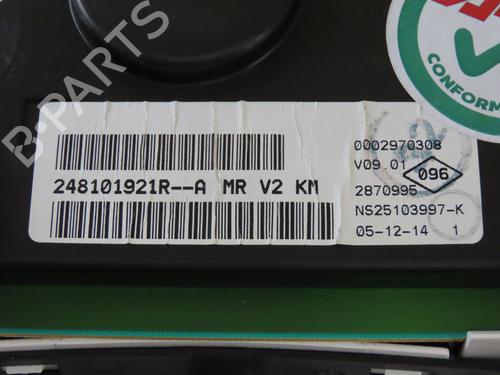 B-PARTS
CONFORM
248101921R--A MR V2 KM
0002970308
V09.01
096
2870995
NS25103997-K
05-12-14 1